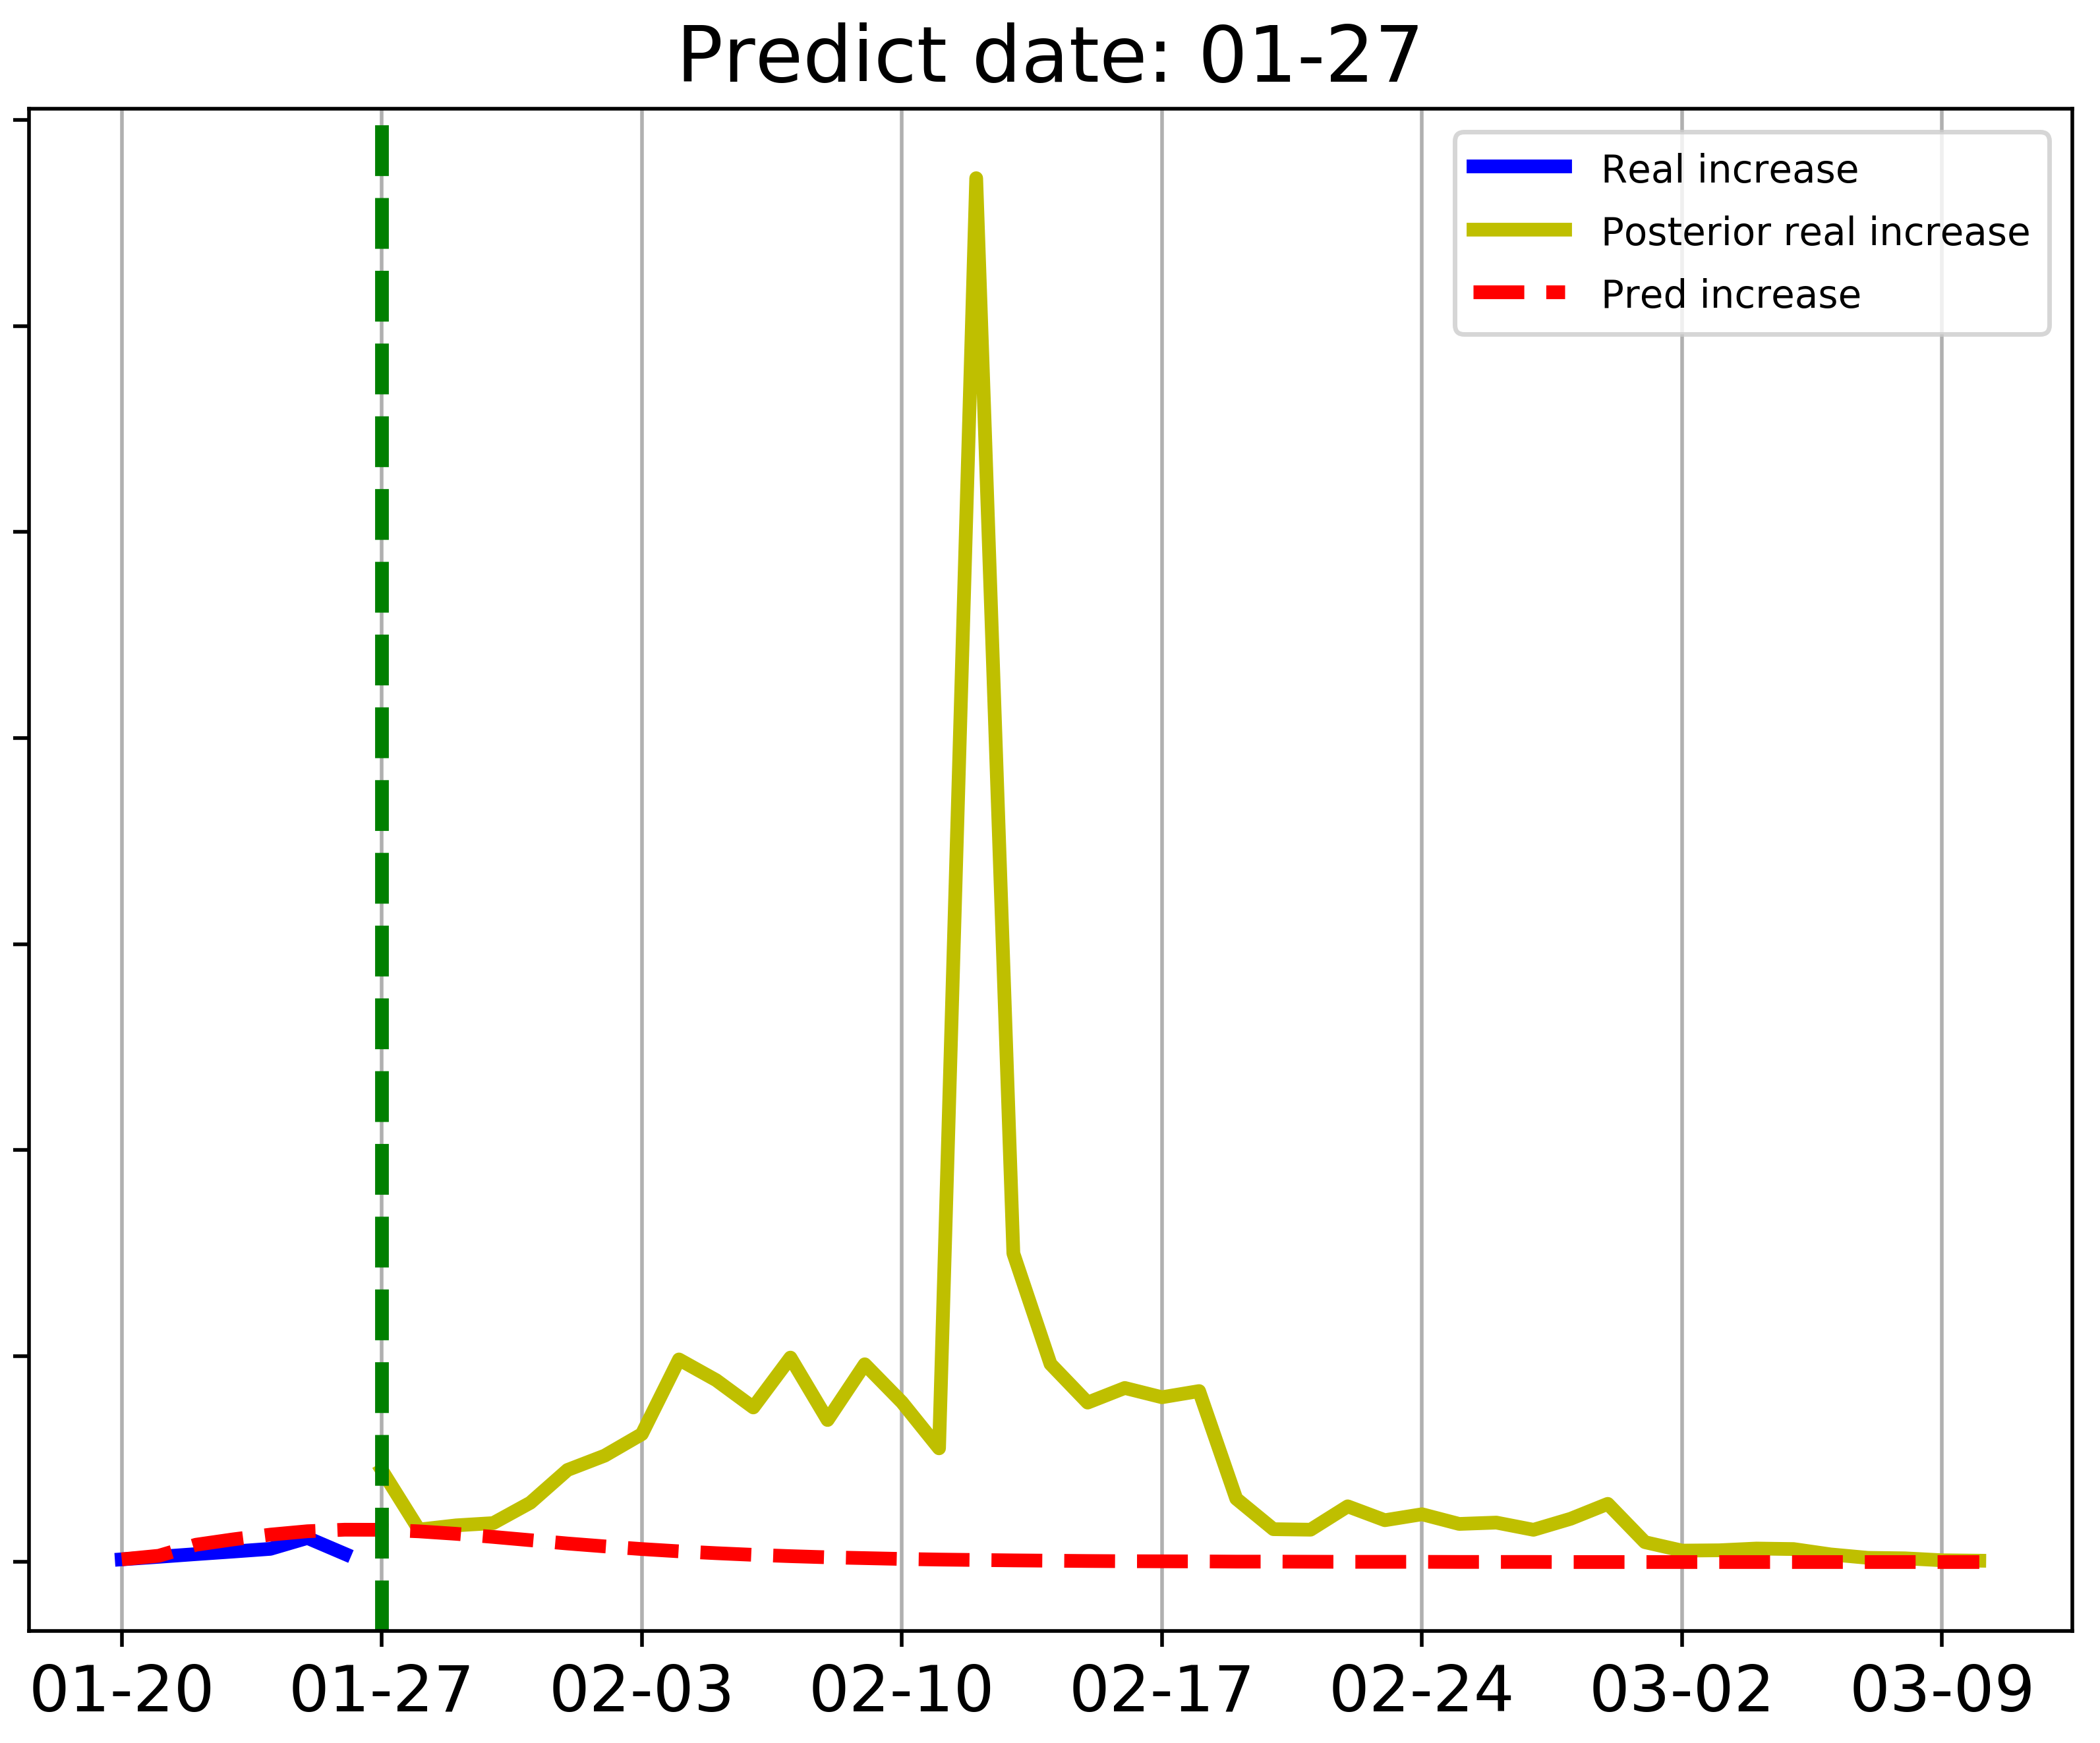 Predict date: 01-27
Real increase
Posterior real increase
Pred increase
01-20 01-27 02-03 02-10 02-17 02-24 03-02 03-09